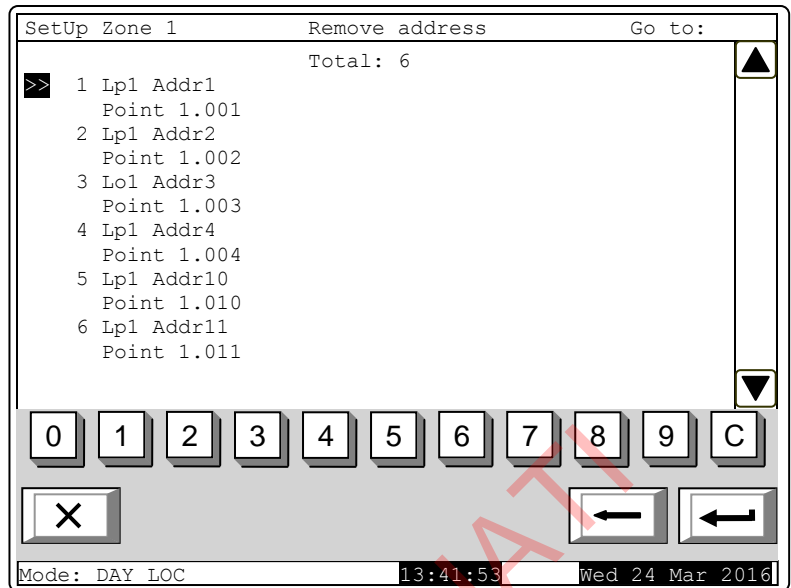 SetUp Zone 1 Remove address Go to:
Total: 6
>> 1 Lp1 Addr1
Point 1.001
2 Lp1 Addr2
Point 1.002
3 Lo1 Addr3
Point 1.003
4 Lp1 Addr4
Point 1.004
5 Lp1 Addr10
Point 1.010
6 Lp1 Addr11
Point 1.011
0 1 2 3 4 5 6 7 8 9 C
Mode: DAY LOC 13:41:53 Wed 24 Mar 2016